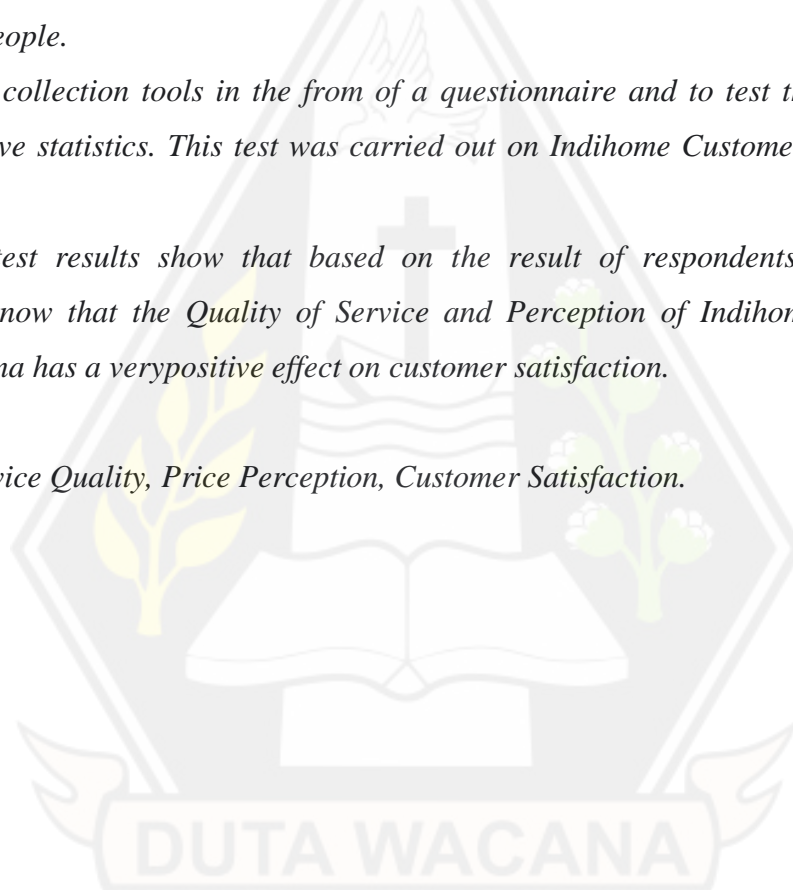 eople.
collection tools in the from of a questionnaire and to test th
ve statistics. This test was carried out on Indihome Custome
test results show that based on the result of respondents
now that the Quality of Service and Perception of Indihom
na has a verypositive effect on customer satisfaction.
vice Quality, Price Perception, Customer Satisfaction.
DUTA WACANA